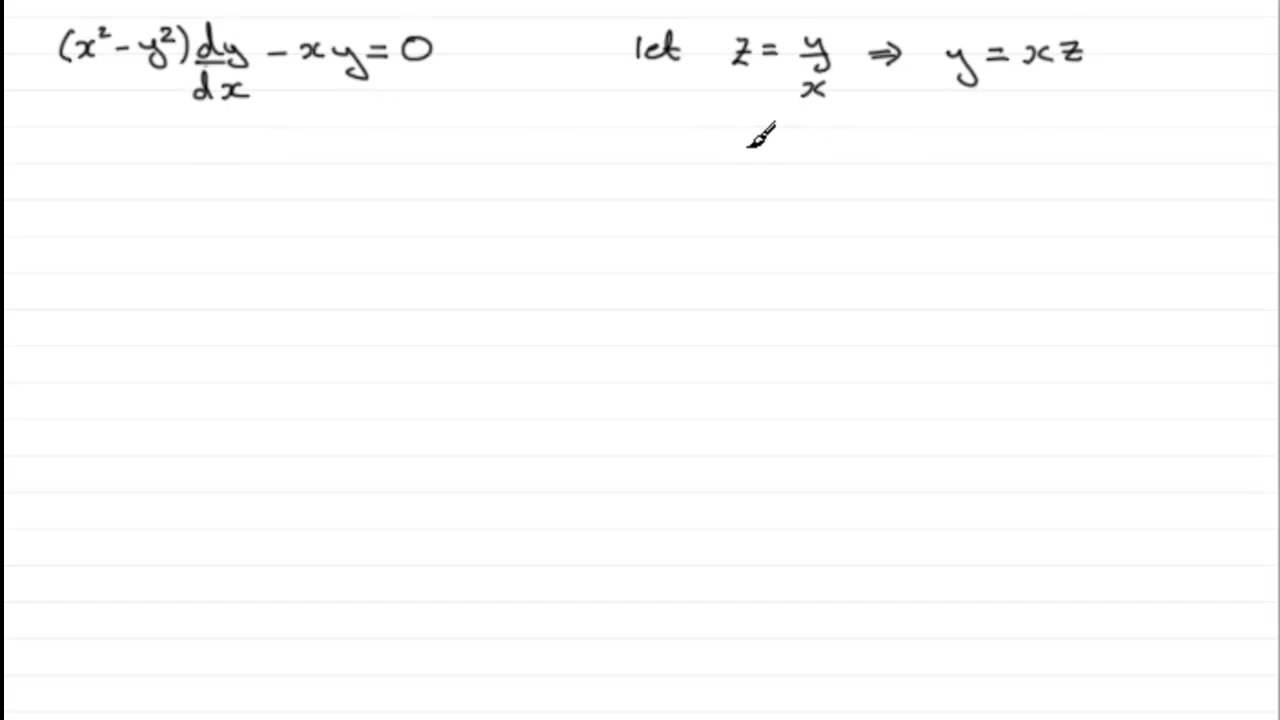 (x² - y²) dy/dx - xy = 0 let z = y/x ⇒ y = xz